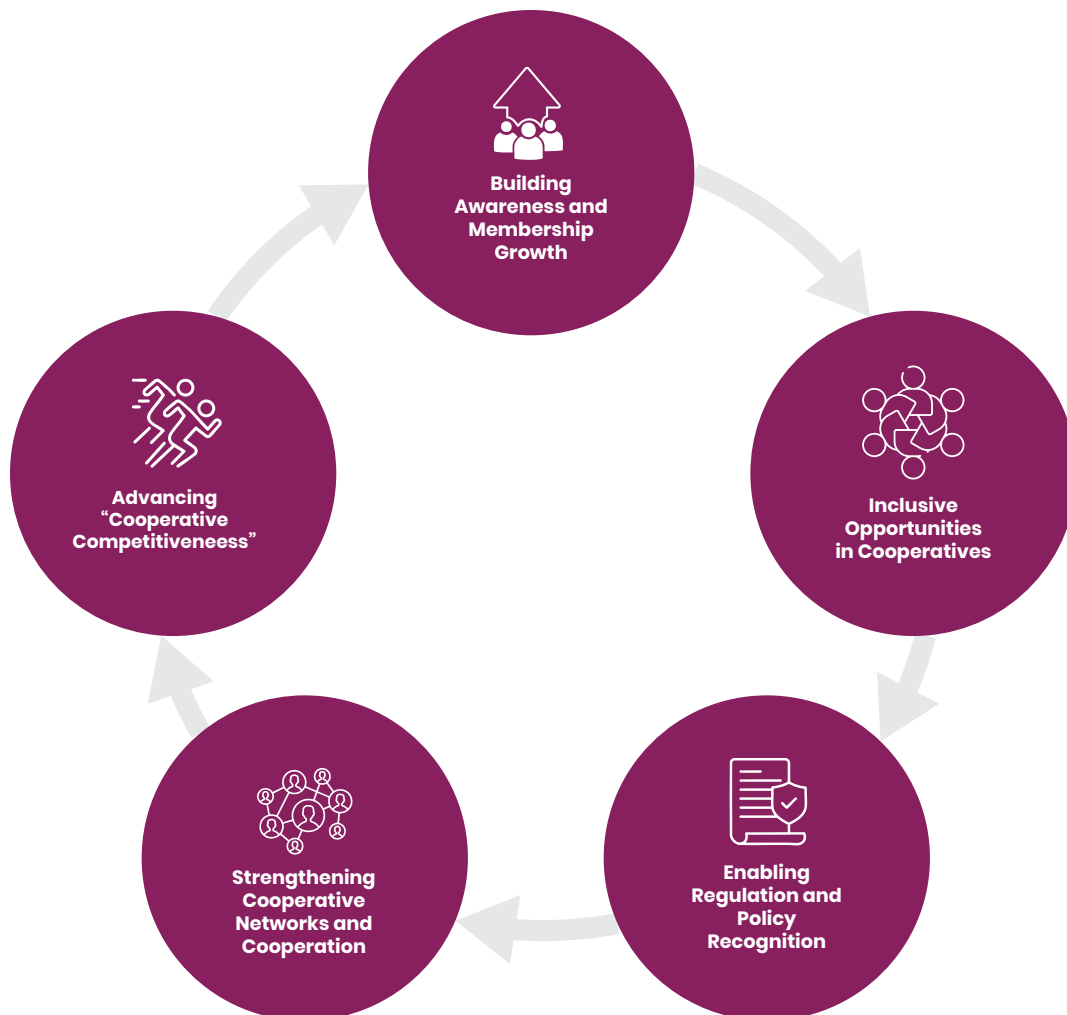 Building
Awareness and
Membership
Growth
Inclusive
Opportunities
in Cooperatives
Enabling
Regulation and
Policy
Recognition
Strengthening
Cooperative
Networks and
Cooperation
Advancing
“Cooperative
Competitiveneess”